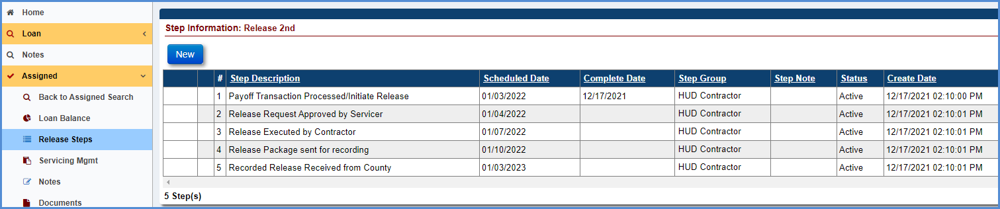 Home
Loan
Notes
Assigned
Back to Assigned Search
Loan Balance
Release Steps
Servicing Mgmt
Notes
Documents
Step Information: Release 2nd
New
# Step Description Scheduled Date Complete Date Step Group Step Note Status Create Date
1 Payoff Transaction Processed/Initiate Release 01/03/2022 12/17/2021 HUD Contractor Active 12/17/2021 02:10:00 PM
2 Release Request Approved by Servicer 01/04/2022 HUD Contractor Active 12/17/2021 02:10:01 PM
3 Release Executed by Contractor 01/07/2022 HUD Contractor Active 12/17/2021 02:10:01 PM
4 Release Package sent for recording 01/10/2022 HUD Contractor Active 12/17/2021 02:10:01 PM
5 Recorded Release Received from County 01/03/2023 HUD Contractor Active 12/17/2021 02:10:01 PM
5 Step(s)